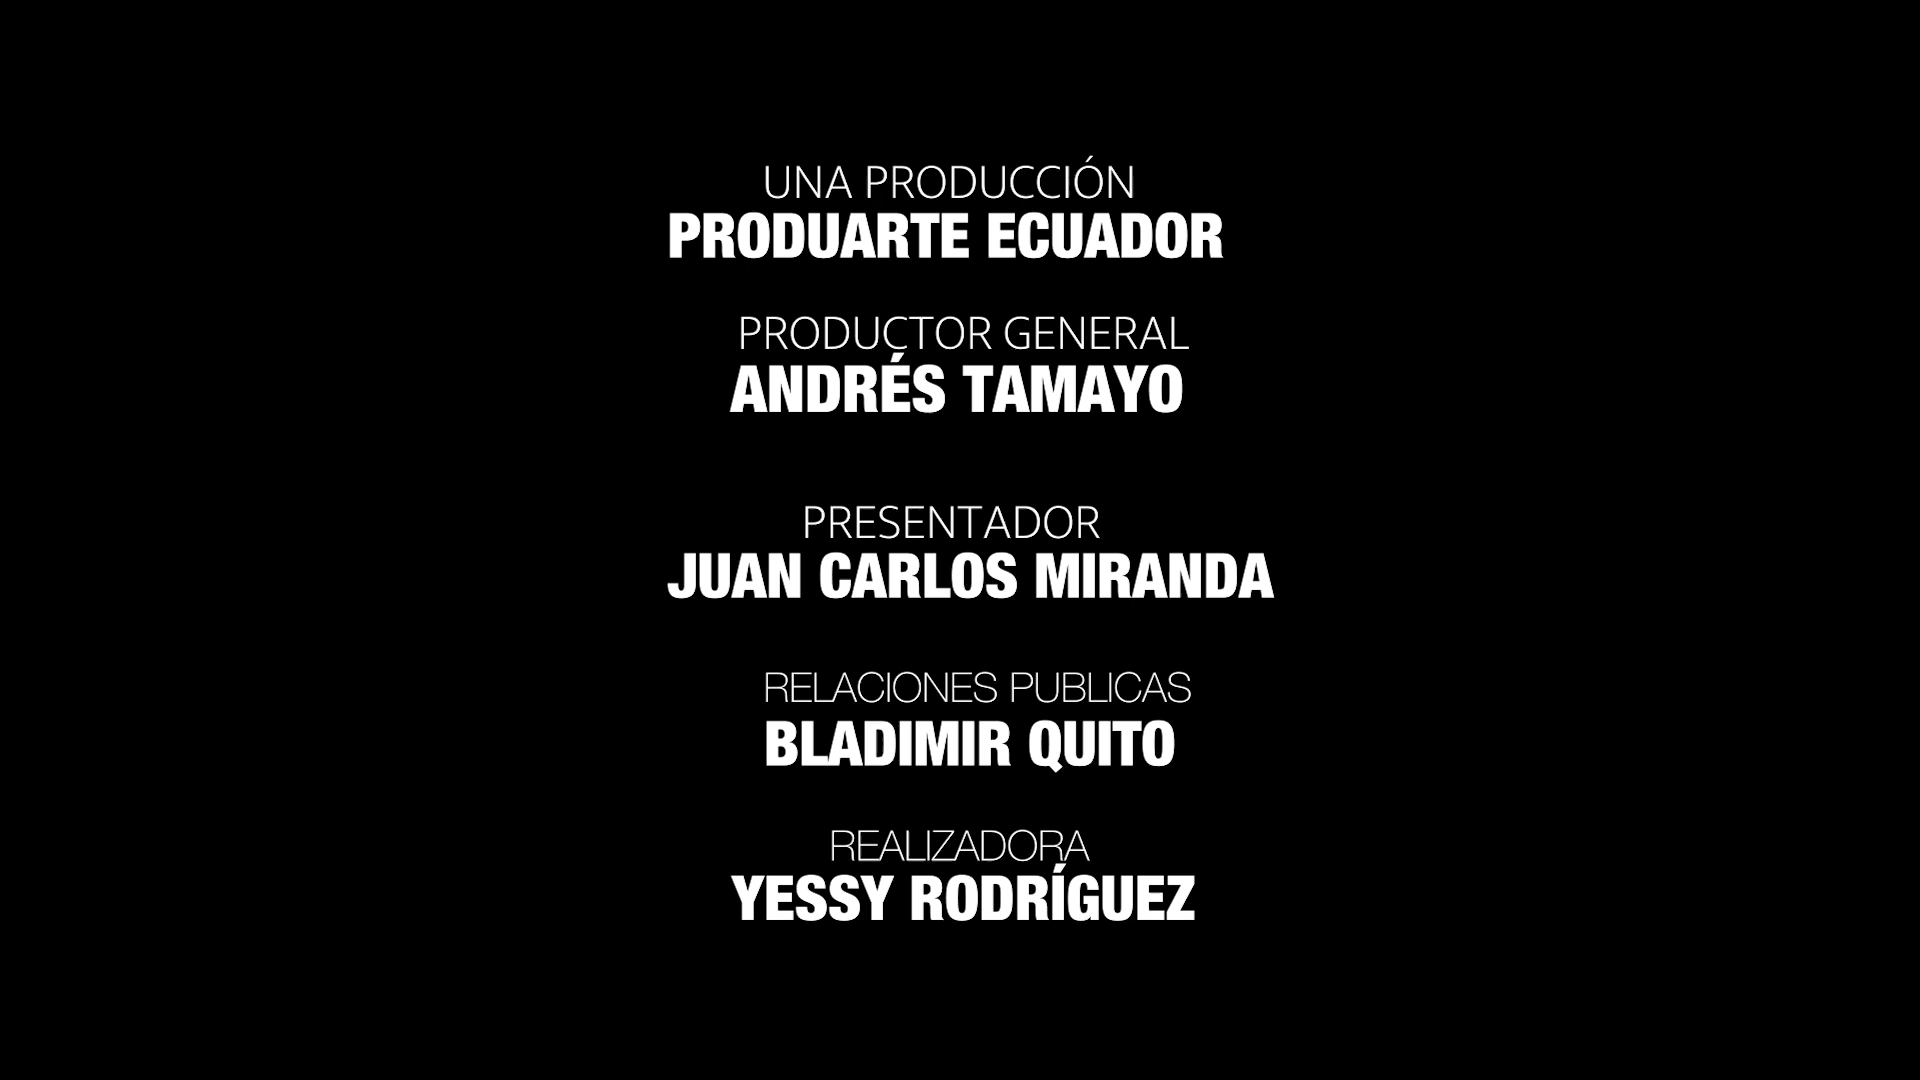 UNA PRODUCCIÓN
PRODUARTE ECUADOR
PRODUCTOR GENERAL
ANDRÉS TAMAYO
PRESENTADOR
JUAN CARLOS MIRANDA
RELACIONES PUBLICAS
BLADIMIR QUITO
REALIZADORA
YESSY RODRÍGUEZ